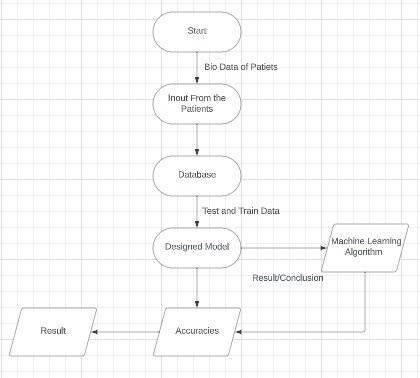 Start
Bio Data of Patiets
Inout From the
Patients
Database
Test and Train Data
Designed Model
Machine Learning
Algorithm
Result/Conclusion
Result
Accuracies